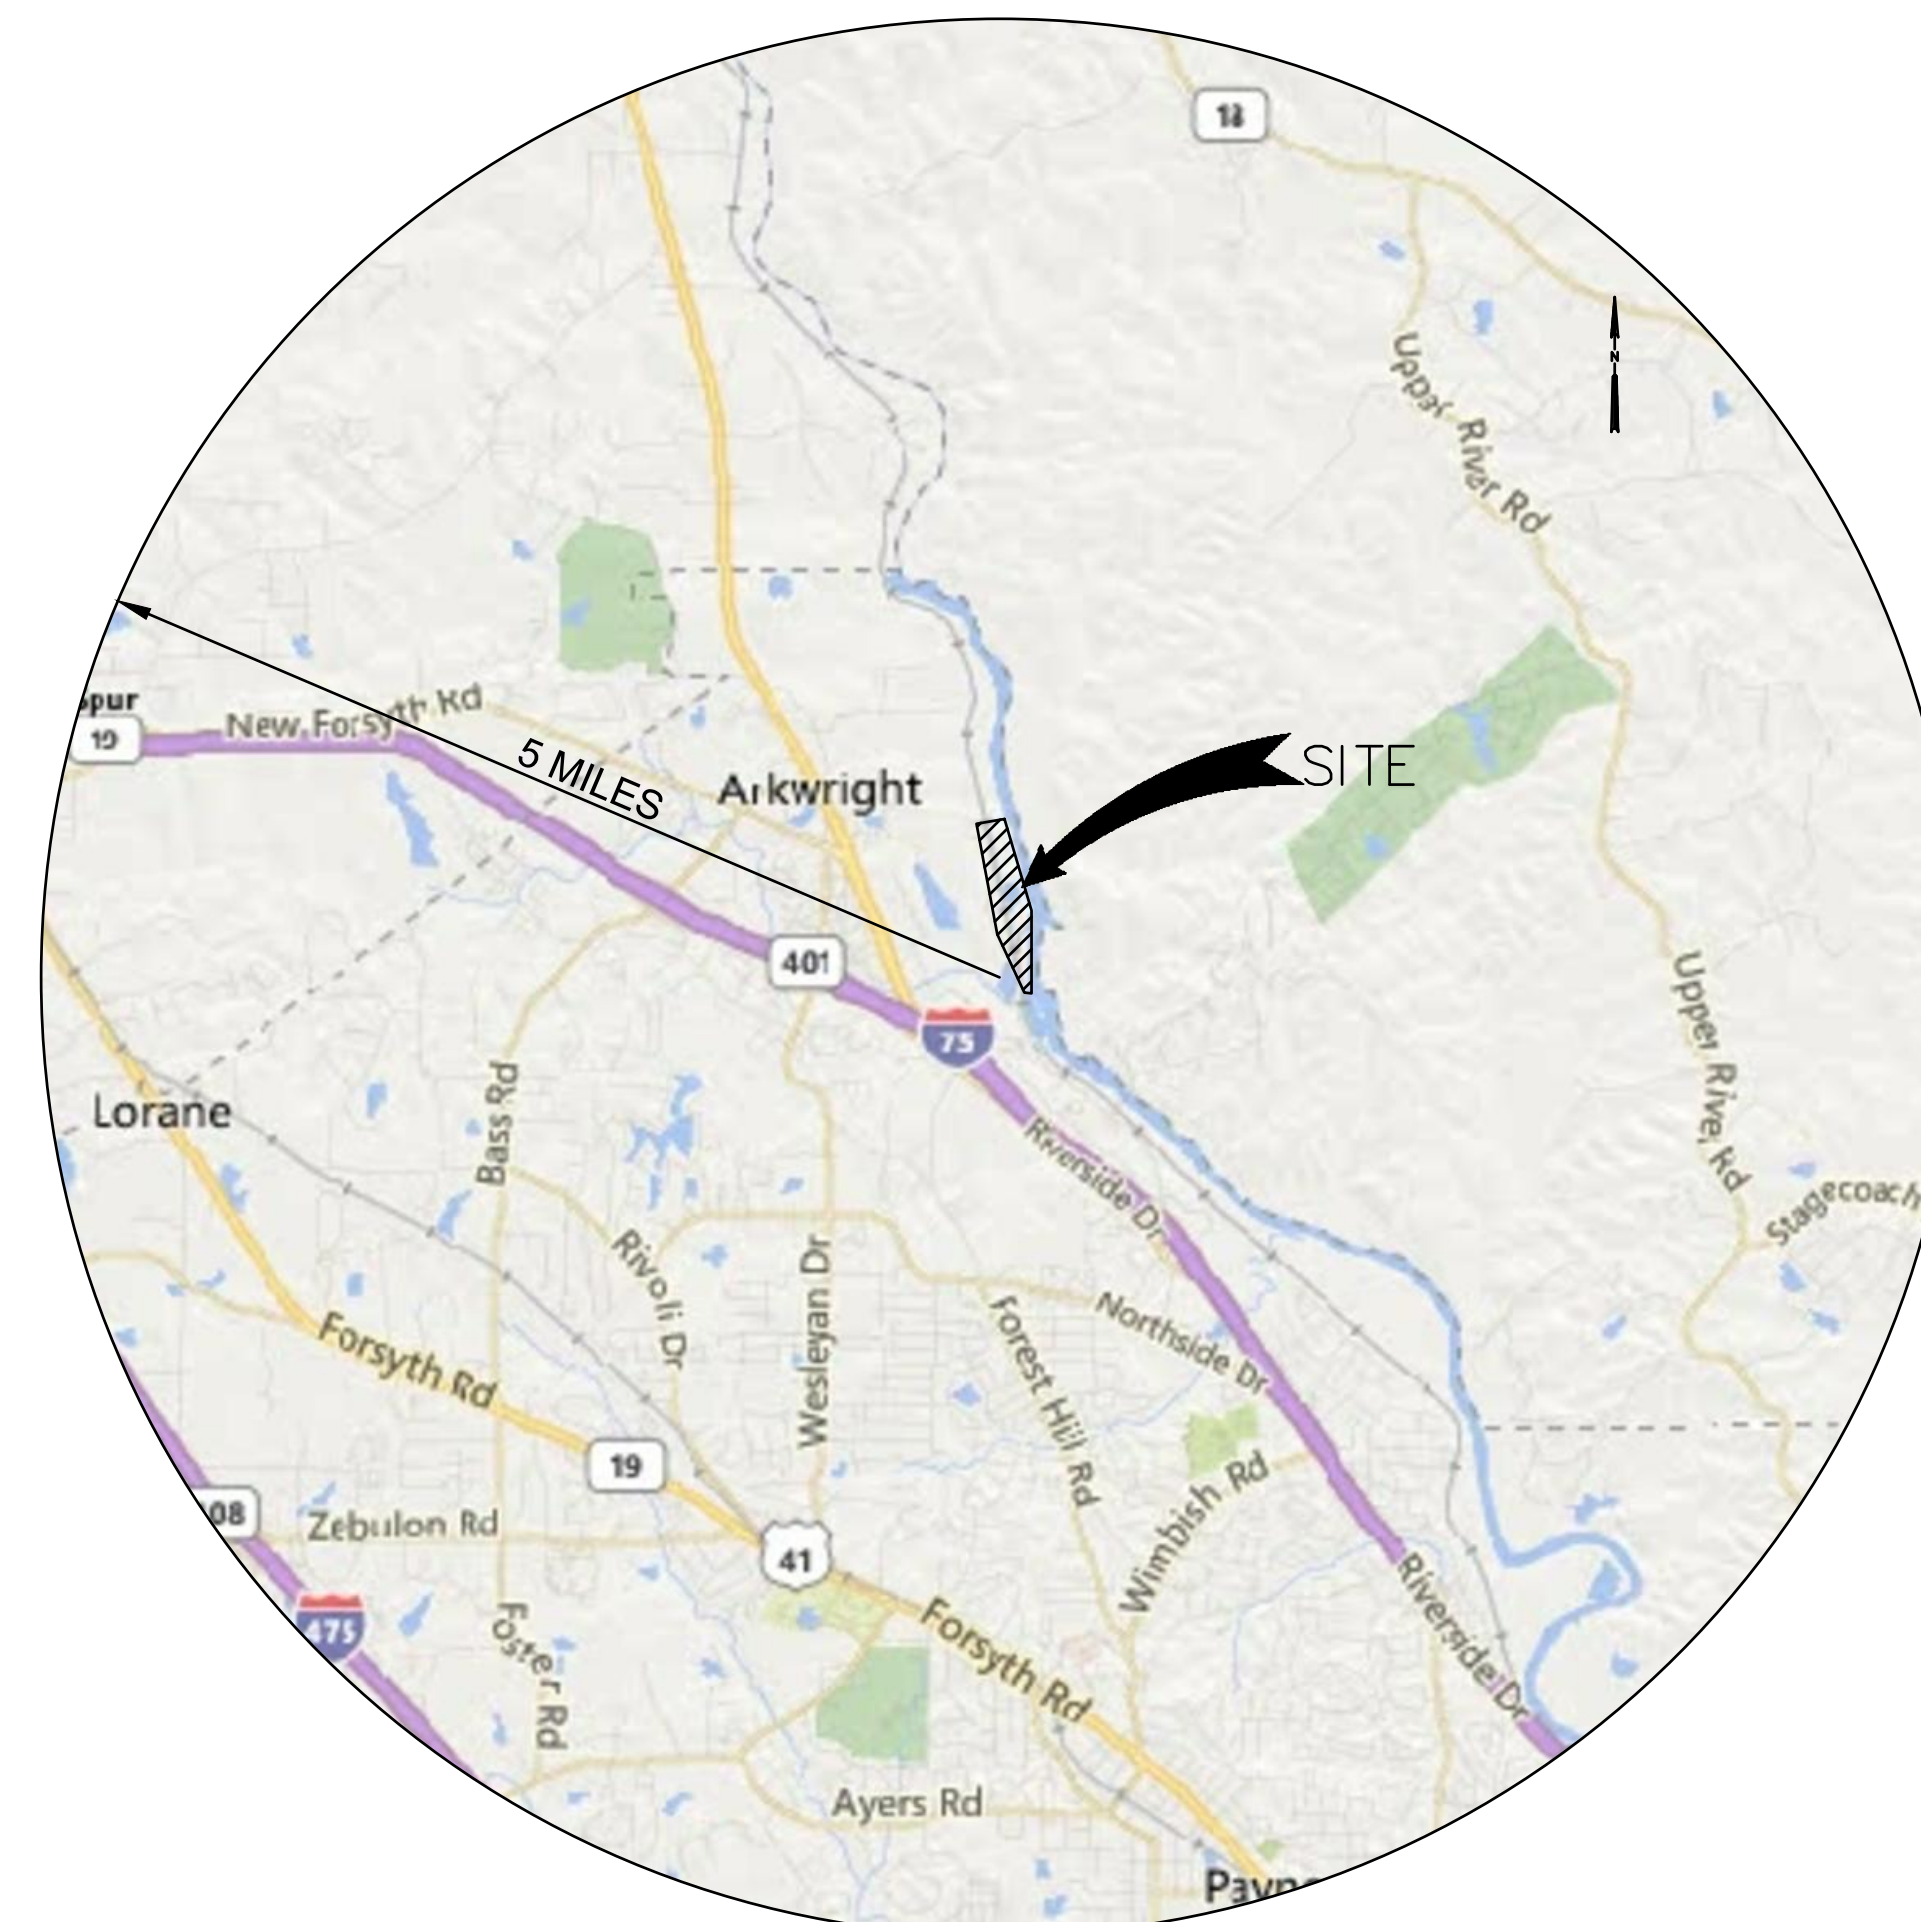 18
N
Upper River Rd
spur
19
New Forsyth Rd
5 MILES
Arkwright
SITE
401
75
Upper River Rd
Lorane
Bass Rd
Riverside Dr
Stagecoach
Rivoli Dr
Wesleyan Dr
Northside Dr
Forest Hill Rd
Forsyth Rd
19
Wimbish Rd
08
Zebulon Rd
41
475
Foster Rd
Forsyth Rd
Riverside Dr
Ayers Rd
Payne